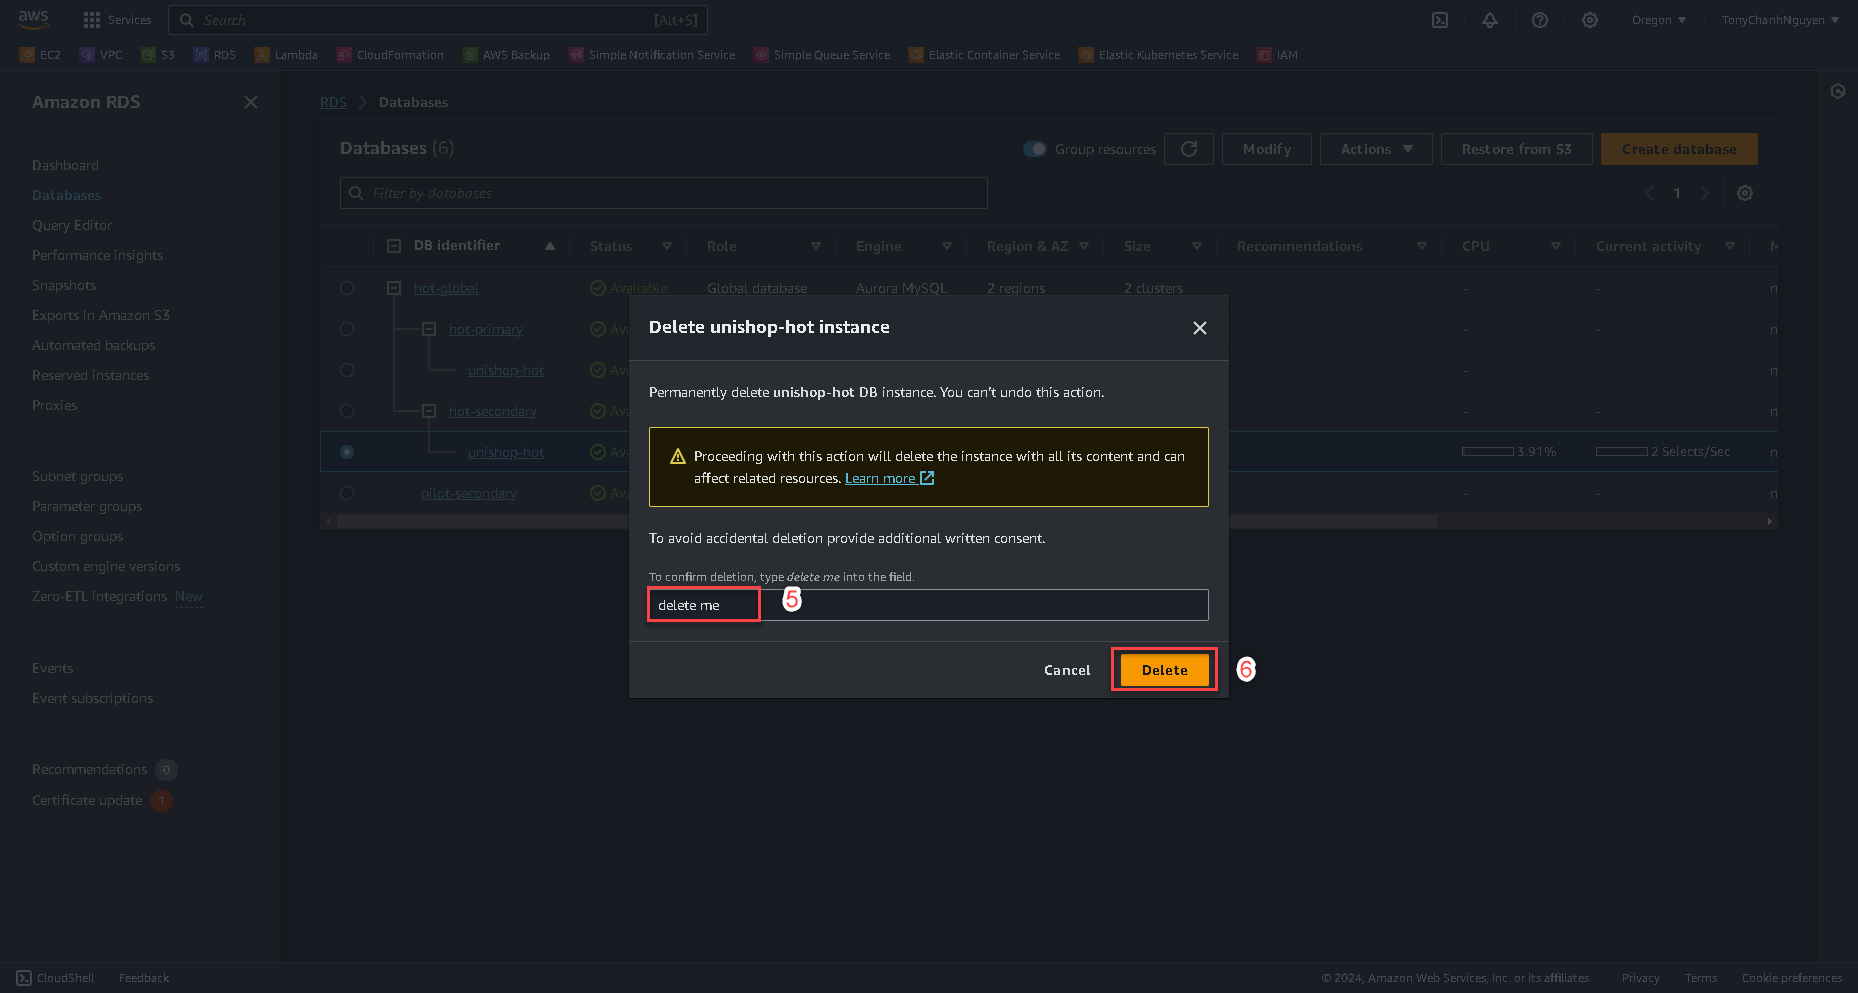 aws
Services
Search
[Alt+S]
Oregon
TonyChanhNguyen
EC2
VPC
S3
RDS
Lambda
CloudFormation
AWS Backup
Simple Notification Service
Simple Queue Service
Elastic Container Service
Elastic Kubernetes Service
IAM
Amazon RDS
Dashboard
Databases
Query Editor
Performance insights
Snapshots
Exports in Amazon S3
Automated backups
Reserved instances
Proxies
Subnet groups
Parameter groups
Option groups
Custom engine versions
Zero-ETL integrations New
Events
Event subscriptions
Recommendations 0
Certificate update 1
RDS
Databases
Databases (6)
Group resources
Modify
Actions
Restore from S3
Create database
Filter by databases
1
DB identifier
Status
Role
Engine
Region & AZ
Size
Recommendations
CPU
Current activity
hot-global Available Global database Aurora MySQL 2 regions 2 clusters - -
hot-primary
unishop-hot - -
hot-secondary - -
unishop-hot 3.91% 2 Selects/Sec
pilot-secondary - -
Delete unishop-hot instance
Permanently delete unishop-hot DB instance. You can't undo this action.
Proceeding with this action will delete the instance with all its content and can
affect related resources. Learn more
To avoid accidental deletion provide additional written consent.
To confirm deletion, type delete me into the field.
delete me
5
Cancel
Delete
6
CloudShell
Feedback
© 2024, Amazon Web Services, Inc. or its affiliates.
Privacy
Terms
Cookie preferences